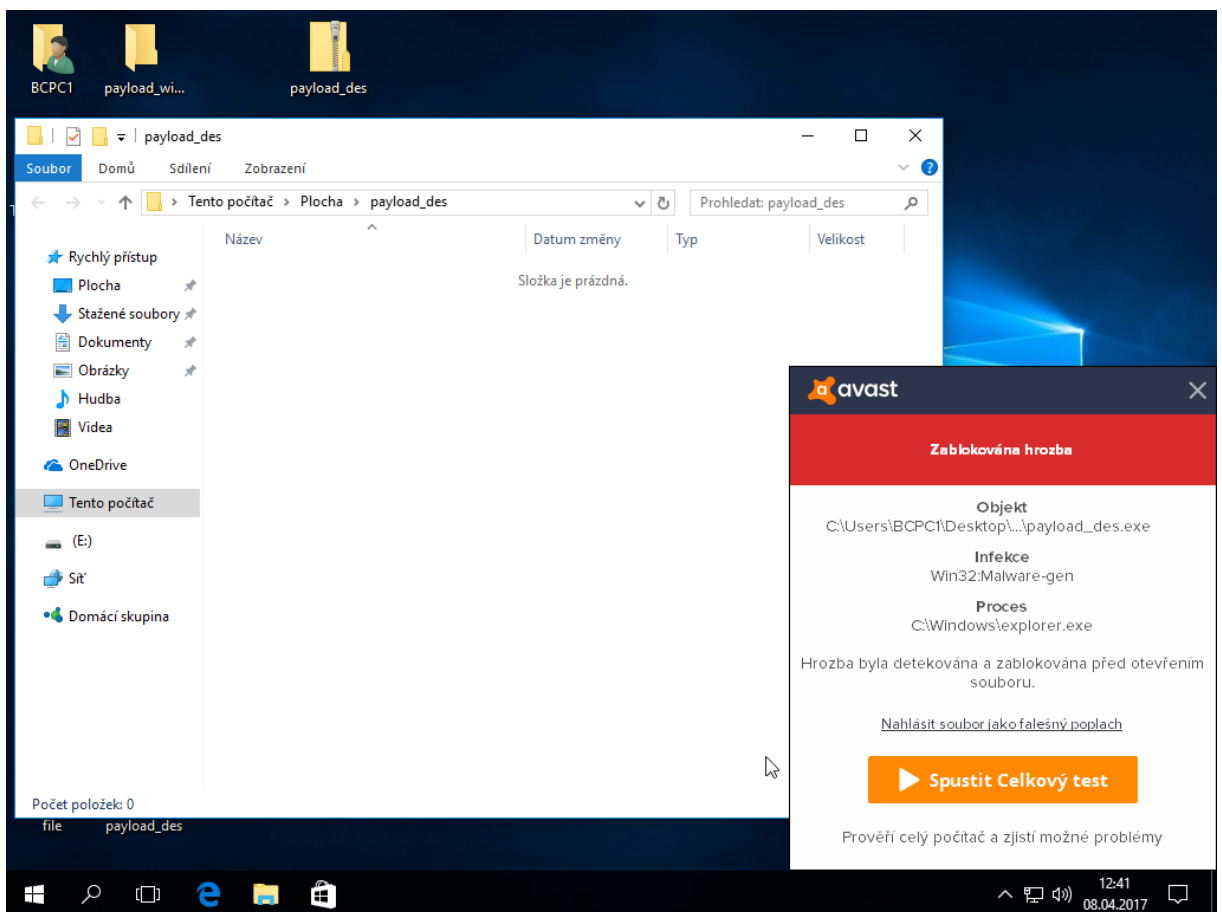 BCPC1
payload_wi...
payload_des
payload_des
Soubor Domů Sdílení Zobrazení
Tento počítač > Plocha > payload_des
Prohledat: payload_des
Název Datum změny Typ Velikost
Složka je prázdná.
Rychlý přístup
Plocha
Stažené soubory
Dokumenty
Obrázky
Hudba
Videa
OneDrive
Tento počítač
(E:)
Síť
Domácí skupina
Počet položek: 0
file
payload_des
avast
Zablokována hrozba
Objekt
C:\Users\BCPC1\Desktop\...\payload_des.exe
Infekce
Win32:Malware-gen
Proces
C:\Windows\explorer.exe
Hrozba byla detekována a zablokována před otevřením
souboru.
Nahlásit soubor jako falešný poplach
Spustit Celkový test
Prověří celý počítač a zjistí možné problémy
12:41
08.04.2017